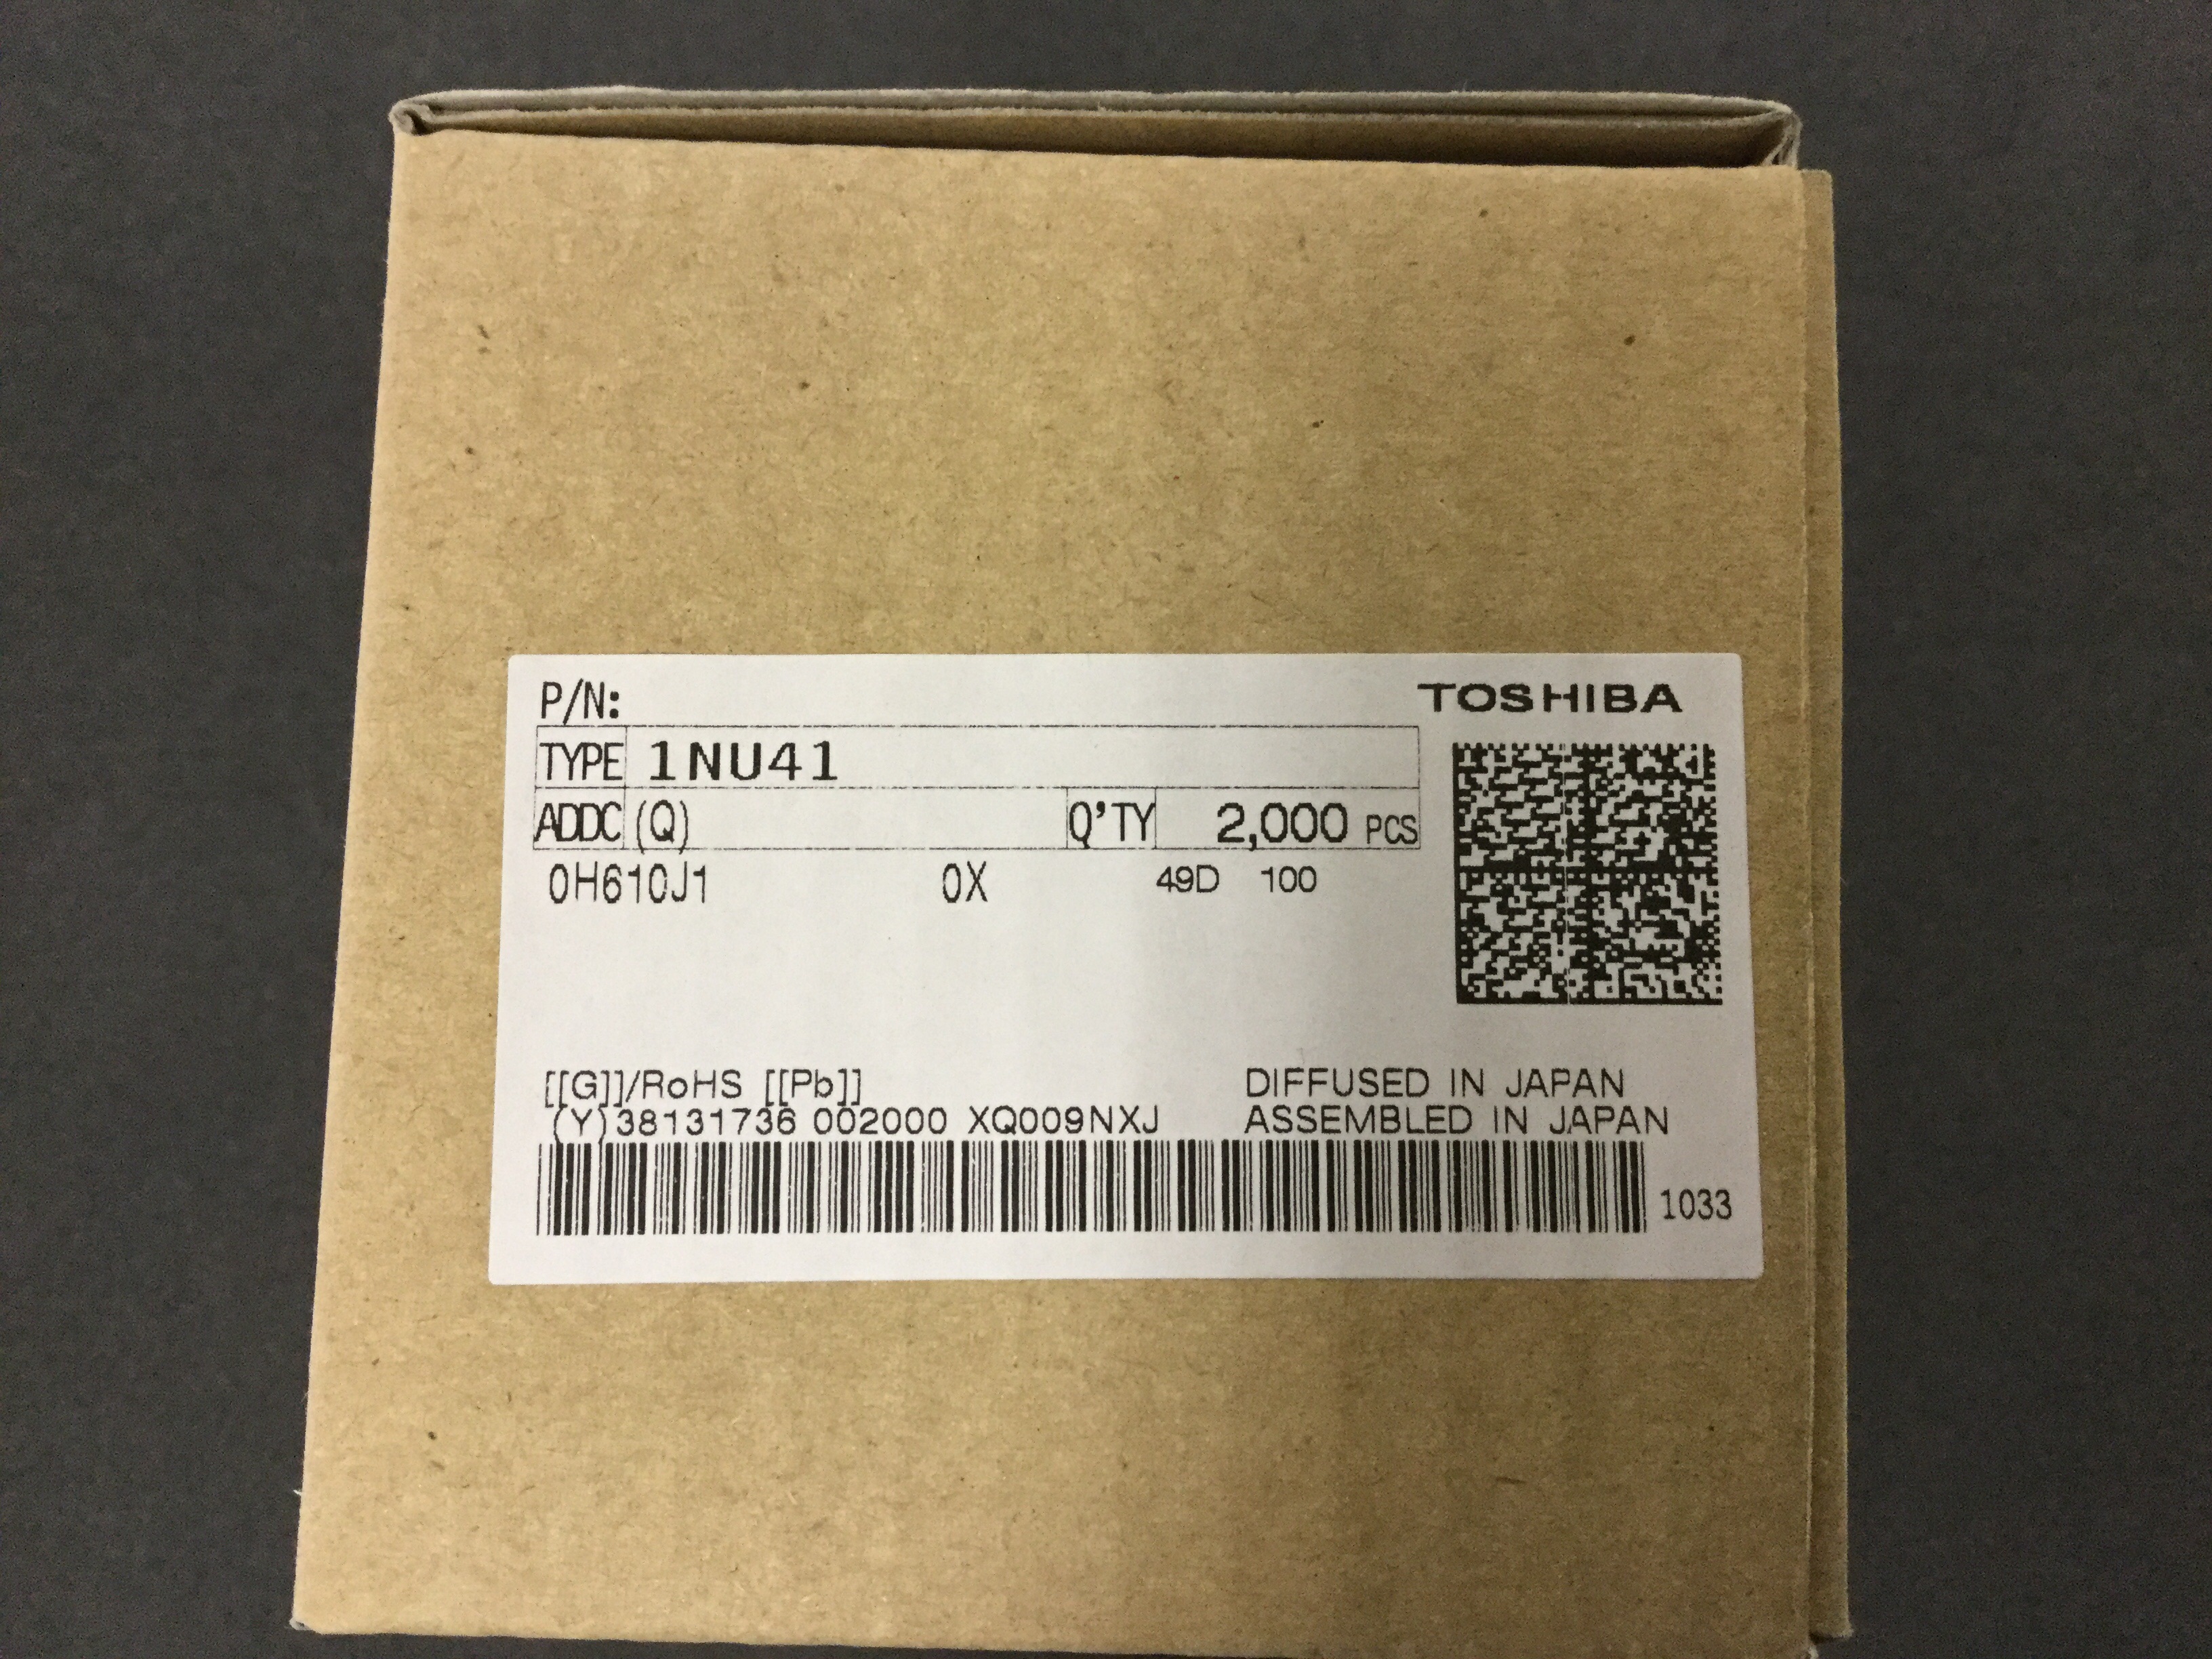 P/N: TOSHIBA
TYPE 1NU41
ADDC (Q) Q'TY 2,000 PCS
0H610J1 0X 49D 100
[[G]]/RoHS [[Pb]] DIFFUSED IN JAPAN
(Y)38131736 002000 XQ009NXJ ASSEMBLED IN JAPAN
1033